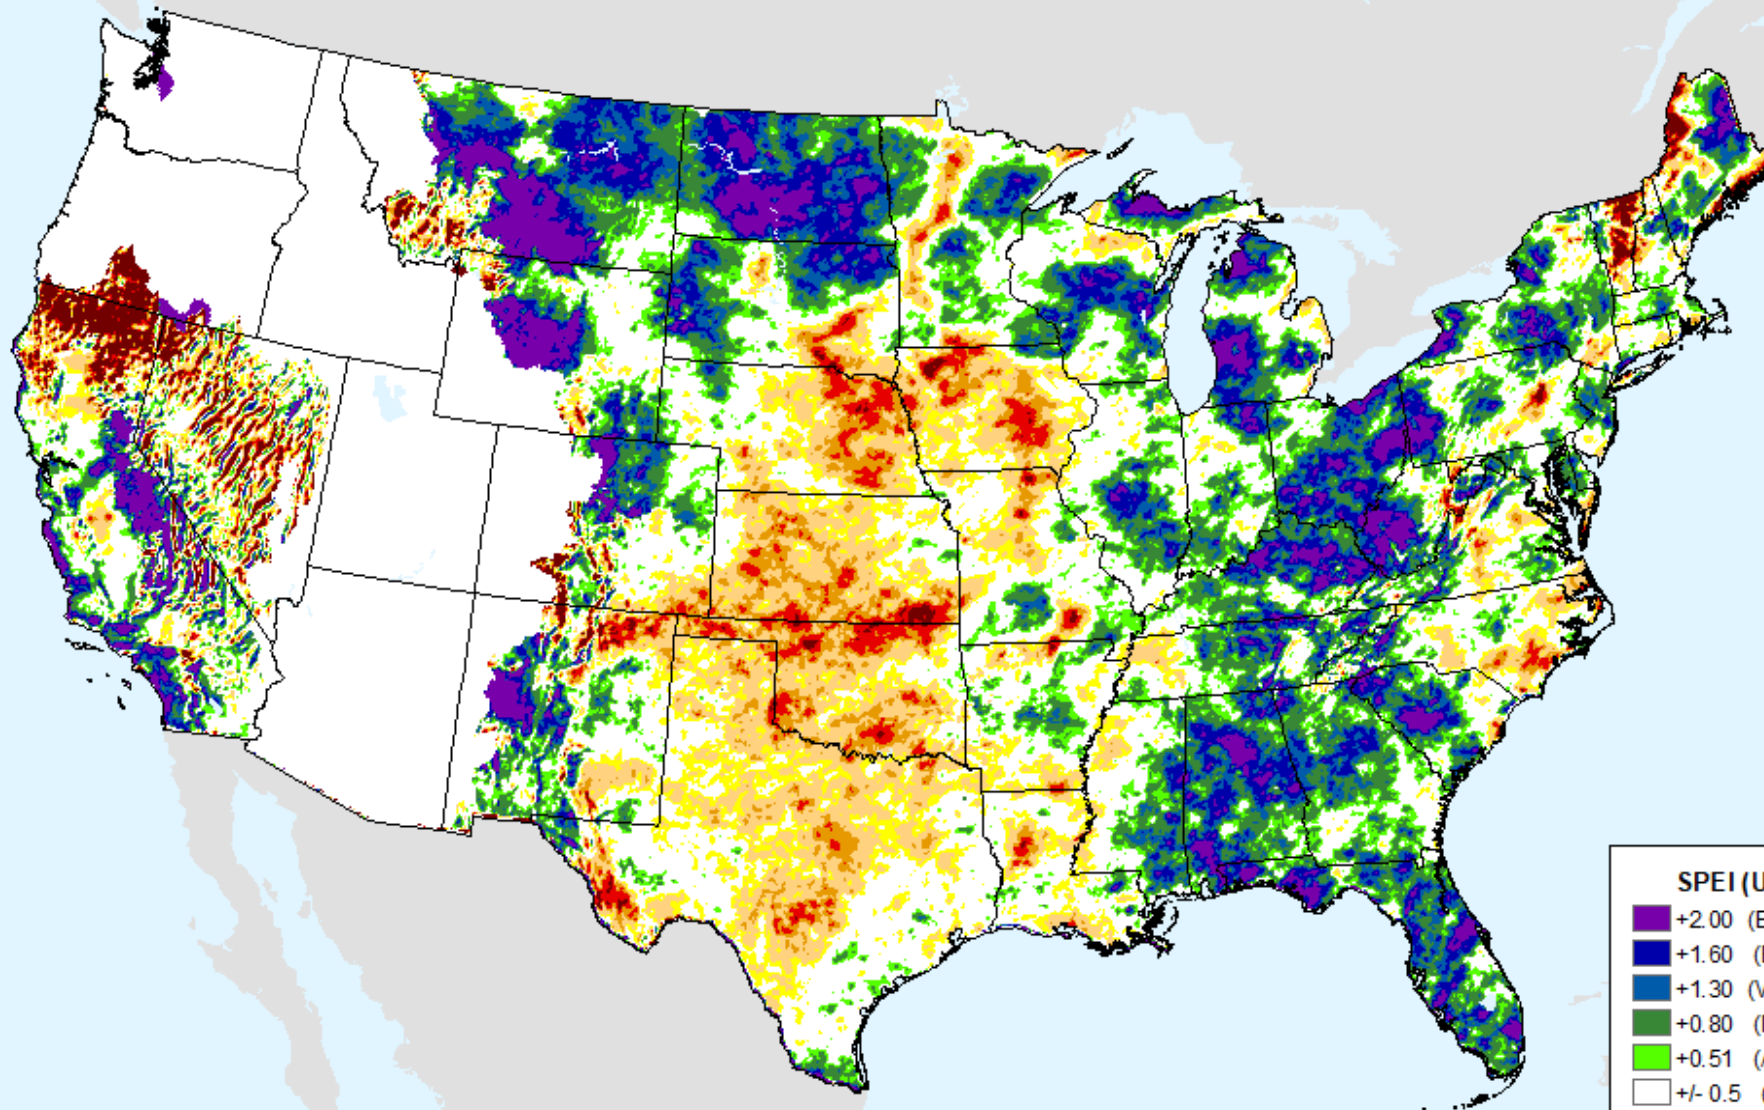 SPEI (U
+2.00 (E
+1.60 (
+1.30 (V
+0.80 (
+0.51 (
+/- 0.5 (